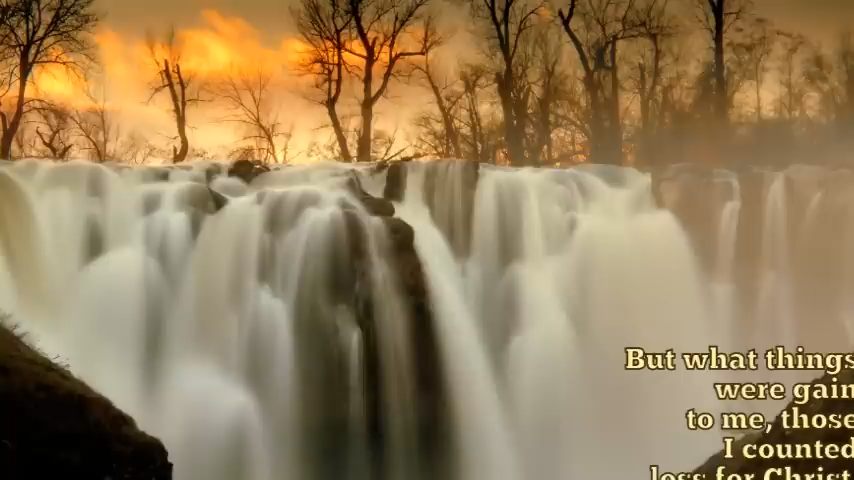 But what things
were gain
to me, those
I counted
loss for Christ